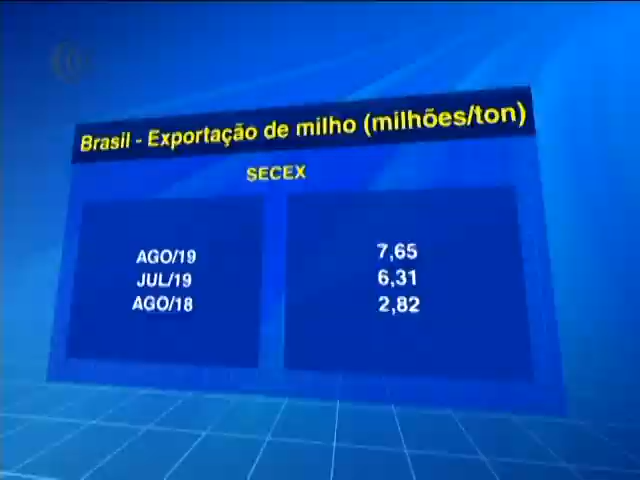 Brasil - Exportação de milho (milhões/ton)
SECEX
AGO/19 7,65
JUL/19 6,31
AGO/18 2,82